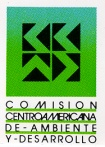 COMISION
CENTROAMERICANA
DE-AMBIENTE
Y-DESARROLLO